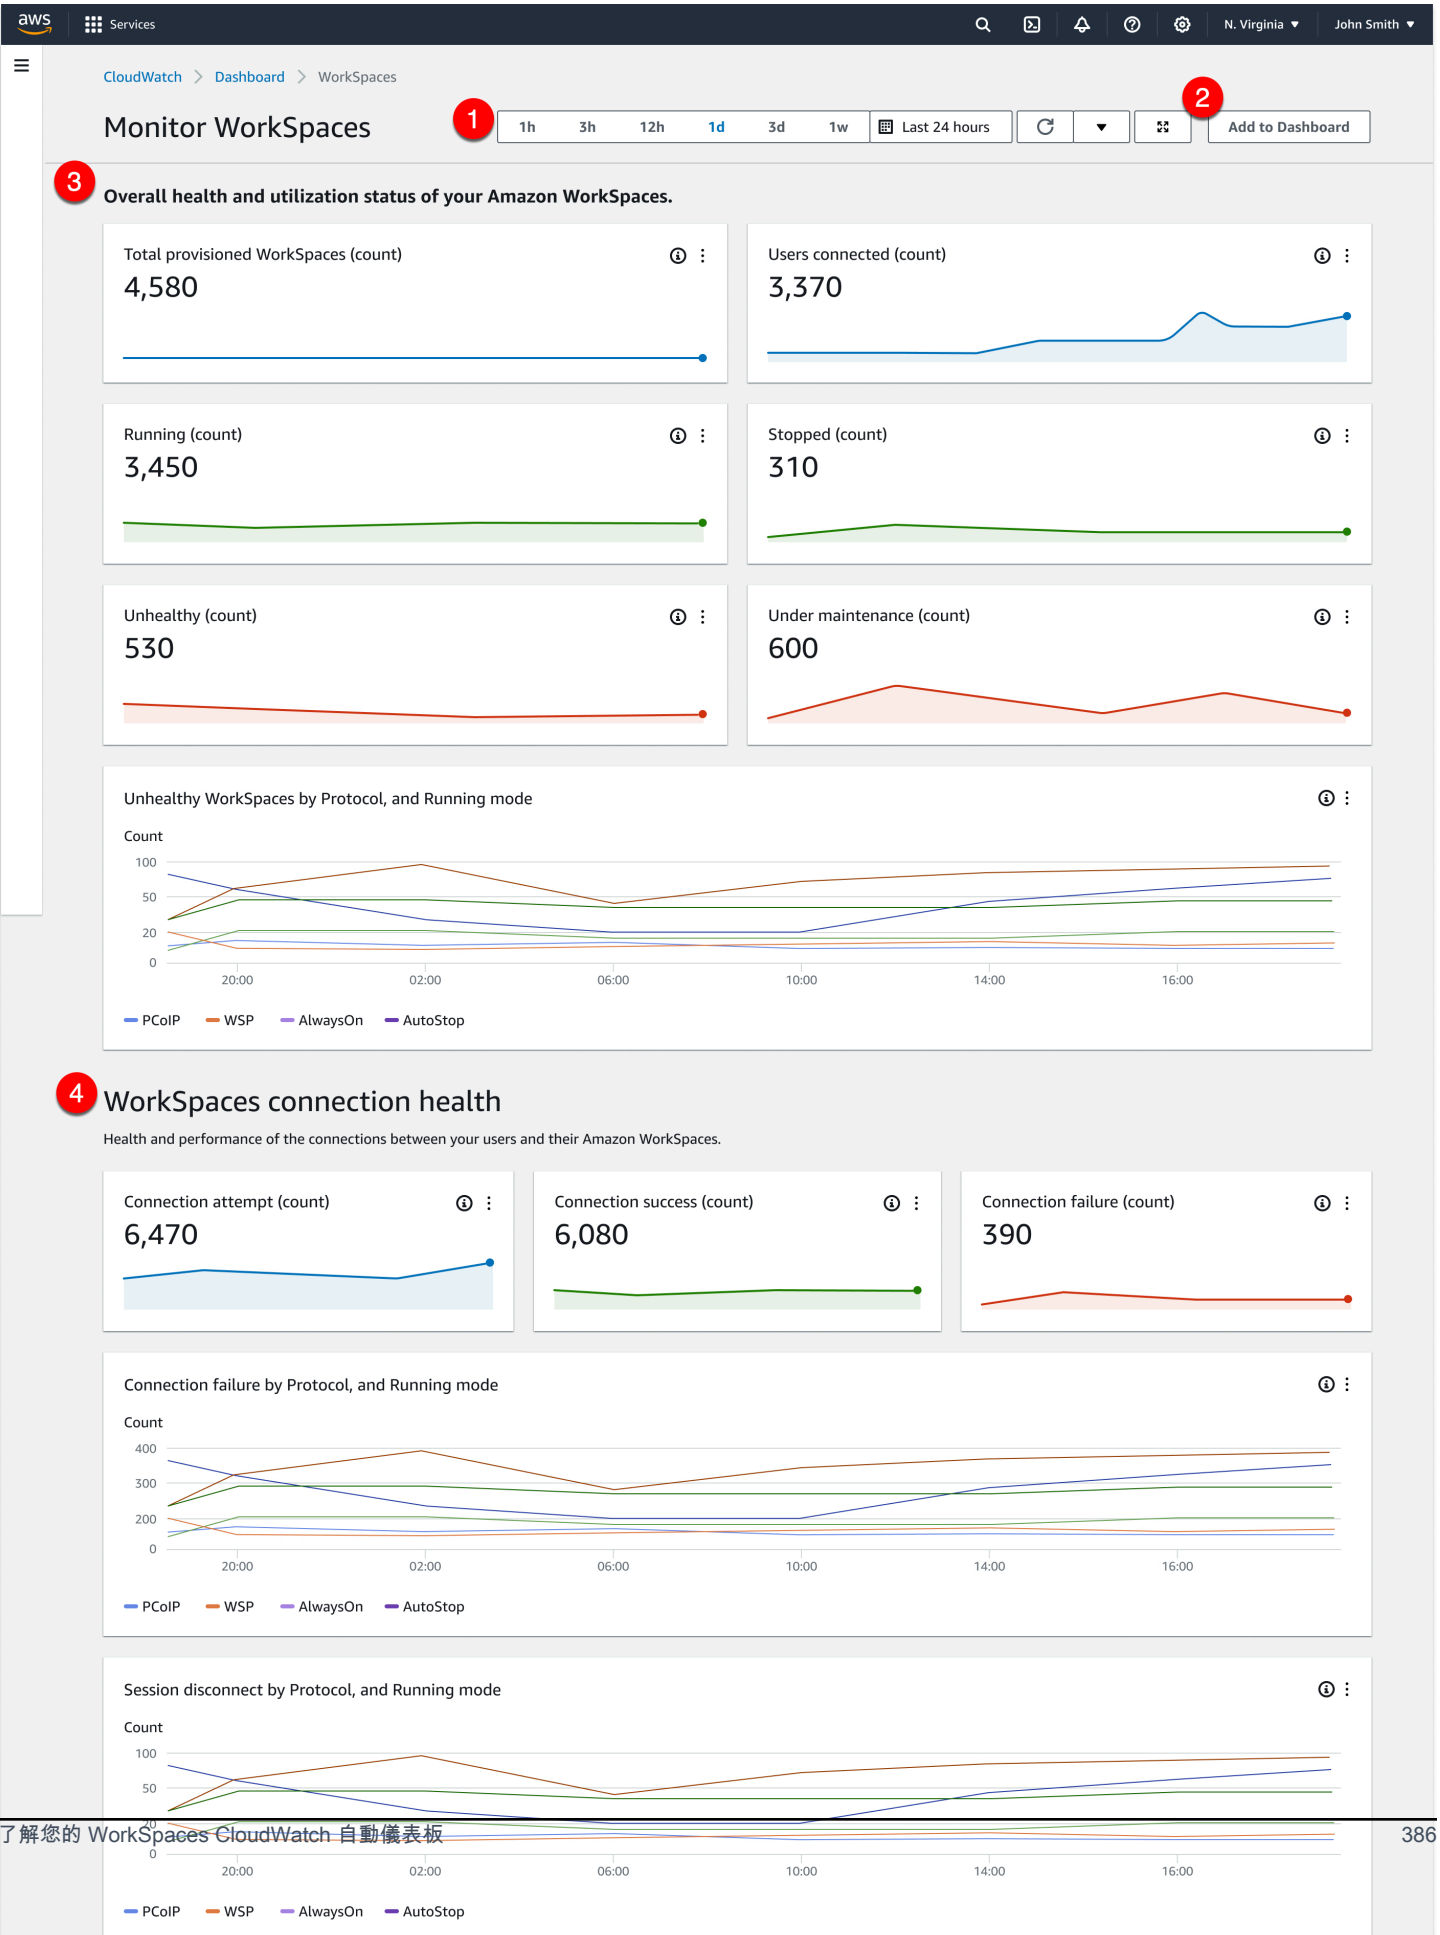 aws Services N. Virginia John Smith
CloudWatch Dashboard WorkSpaces
Monitor WorkSpaces
1
1h 3h 12h 1d 3d 1w Last 24 hours
2
Add to Dashboard
3
Overall health and utilization status of your Amazon WorkSpaces.
Total provisioned WorkSpaces (count)
4,580
Users connected (count)
3,370
Running (count)
3,450
Stopped (count)
310
Unhealthy (count)
530
Under maintenance (count)
600
Unhealthy WorkSpaces by Protocol, and Running mode
Count
100
50
20
0
20:00 02:00 06:00 10:00 14:00 16:00
PCoIP WSP AlwaysOn AutoStop
4
WorkSpaces connection health
Health and performance of the connections between your users and their Amazon WorkSpaces.
Connection attempt (count)
6,470
Connection success (count)
6,080
Connection failure (count)
390
Connection failure by Protocol, and Running mode
Count
400
300
200
0
20:00 02:00 06:00 10:00 14:00 16:00
PCoIP WSP AlwaysOn AutoStop
Session disconnect by Protocol, and Running mode
Count
100
50
20
了解您的 WorkSpaces CloudWatch 自動儀表板 386
0
20:00 02:00 06:00 10:00 14:00 16:00
PCoIP WSP AlwaysOn AutoStop